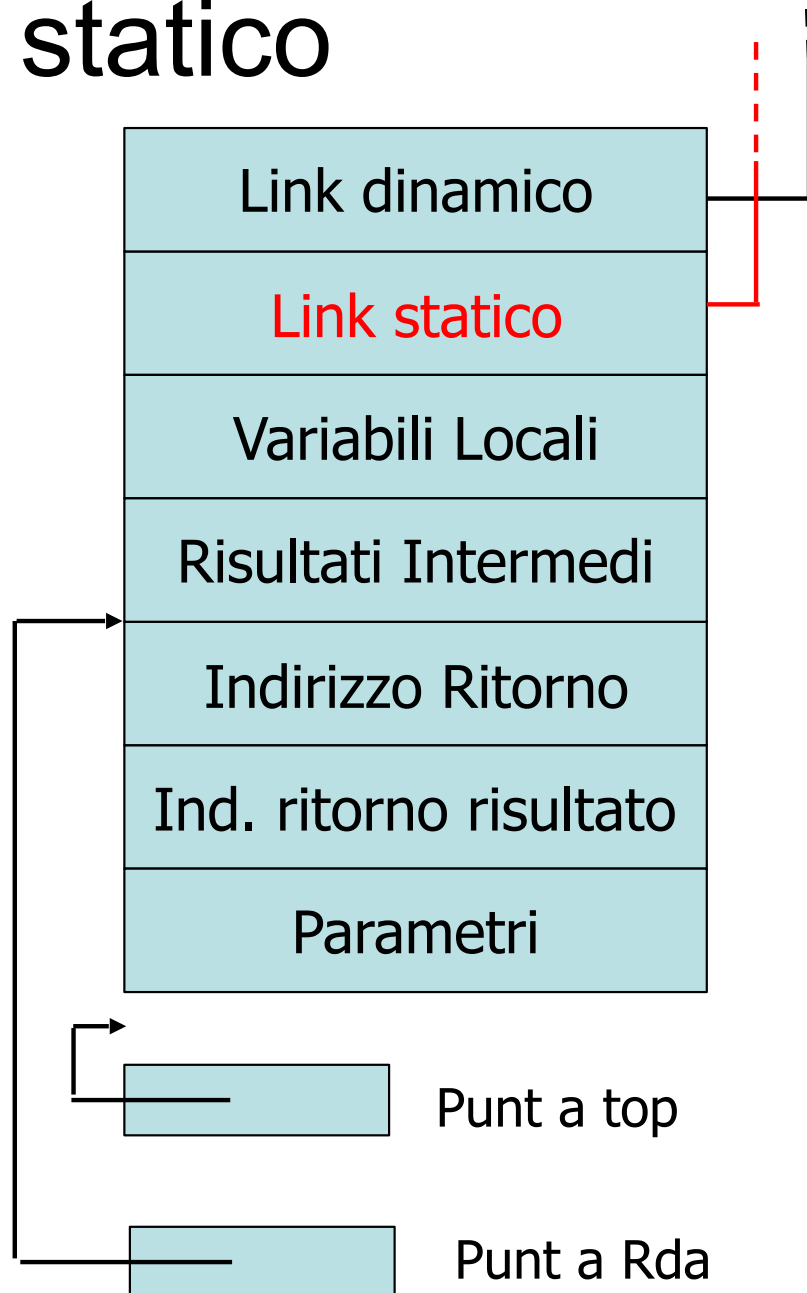 statico
Link dinamico
Link statico
Variabili Locali
Risultati Intermedi
Indirizzo Ritorno
Ind. ritorno risultato
Parametri
Punt a top
Punt a Rda